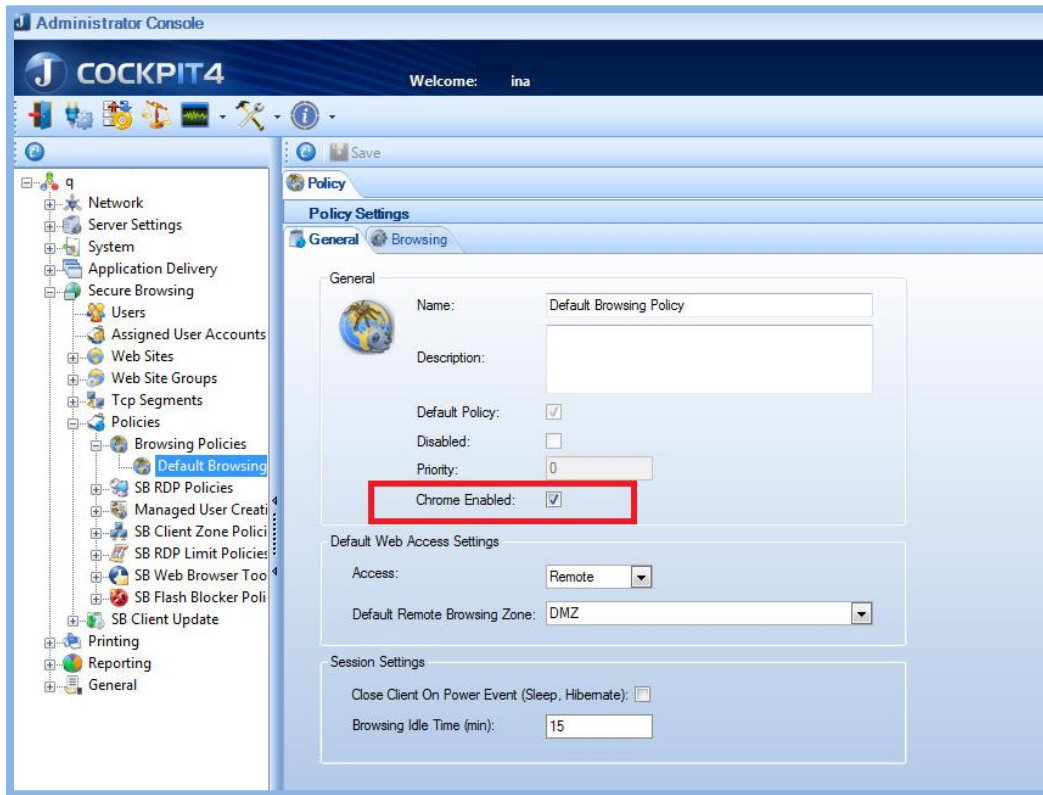 Administrator Console
J COCKPIT4
Welcome: ina
Save
q
Network
Server Settings
System
Application Delivery
Secure Browsing
Users
Assigned User Accounts
Web Sites
Web Site Groups
Tcp Segments
Policies
Browsing Policies
Default Browsing
SB RDP Policies
Managed User Creati
SB Client Zone Polici
SB RDP Limit Policies
SB Web Browser Too
SB Flash Blocker Poli
SB Client Update
Printing
Reporting
General
Policy
Policy Settings
General Browsing
General
Name: Default Browsing Policy
Description:
Default Policy:
Disabled:
Priority: 0
Chrome Enabled:
Default Web Access Settings
Access: Remote
Default Remote Browsing Zone: DMZ
Session Settings
Close Client On Power Event (Sleep, Hibernate):
Browsing Idle Time (min): 15